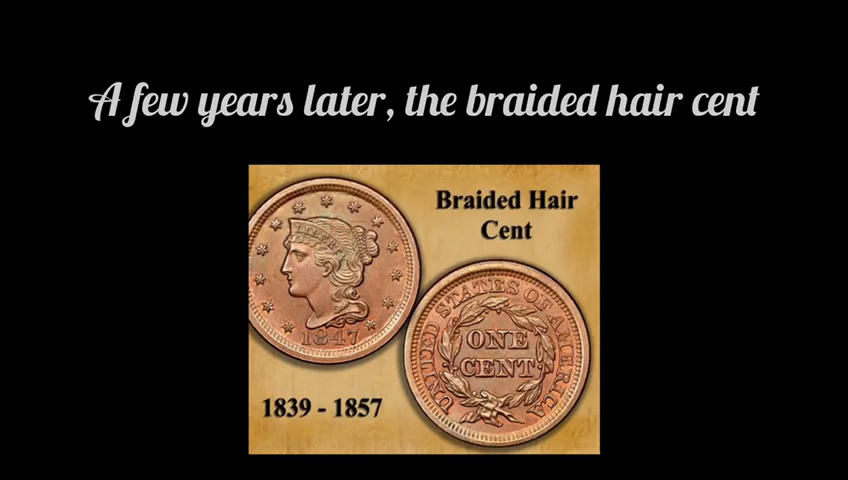 A few years later, the braided hair cent
Braided Hair
Cent
LIBERTY
1847
UNITED STATES OF AMERICA
ONE
CENT
1839 - 1857